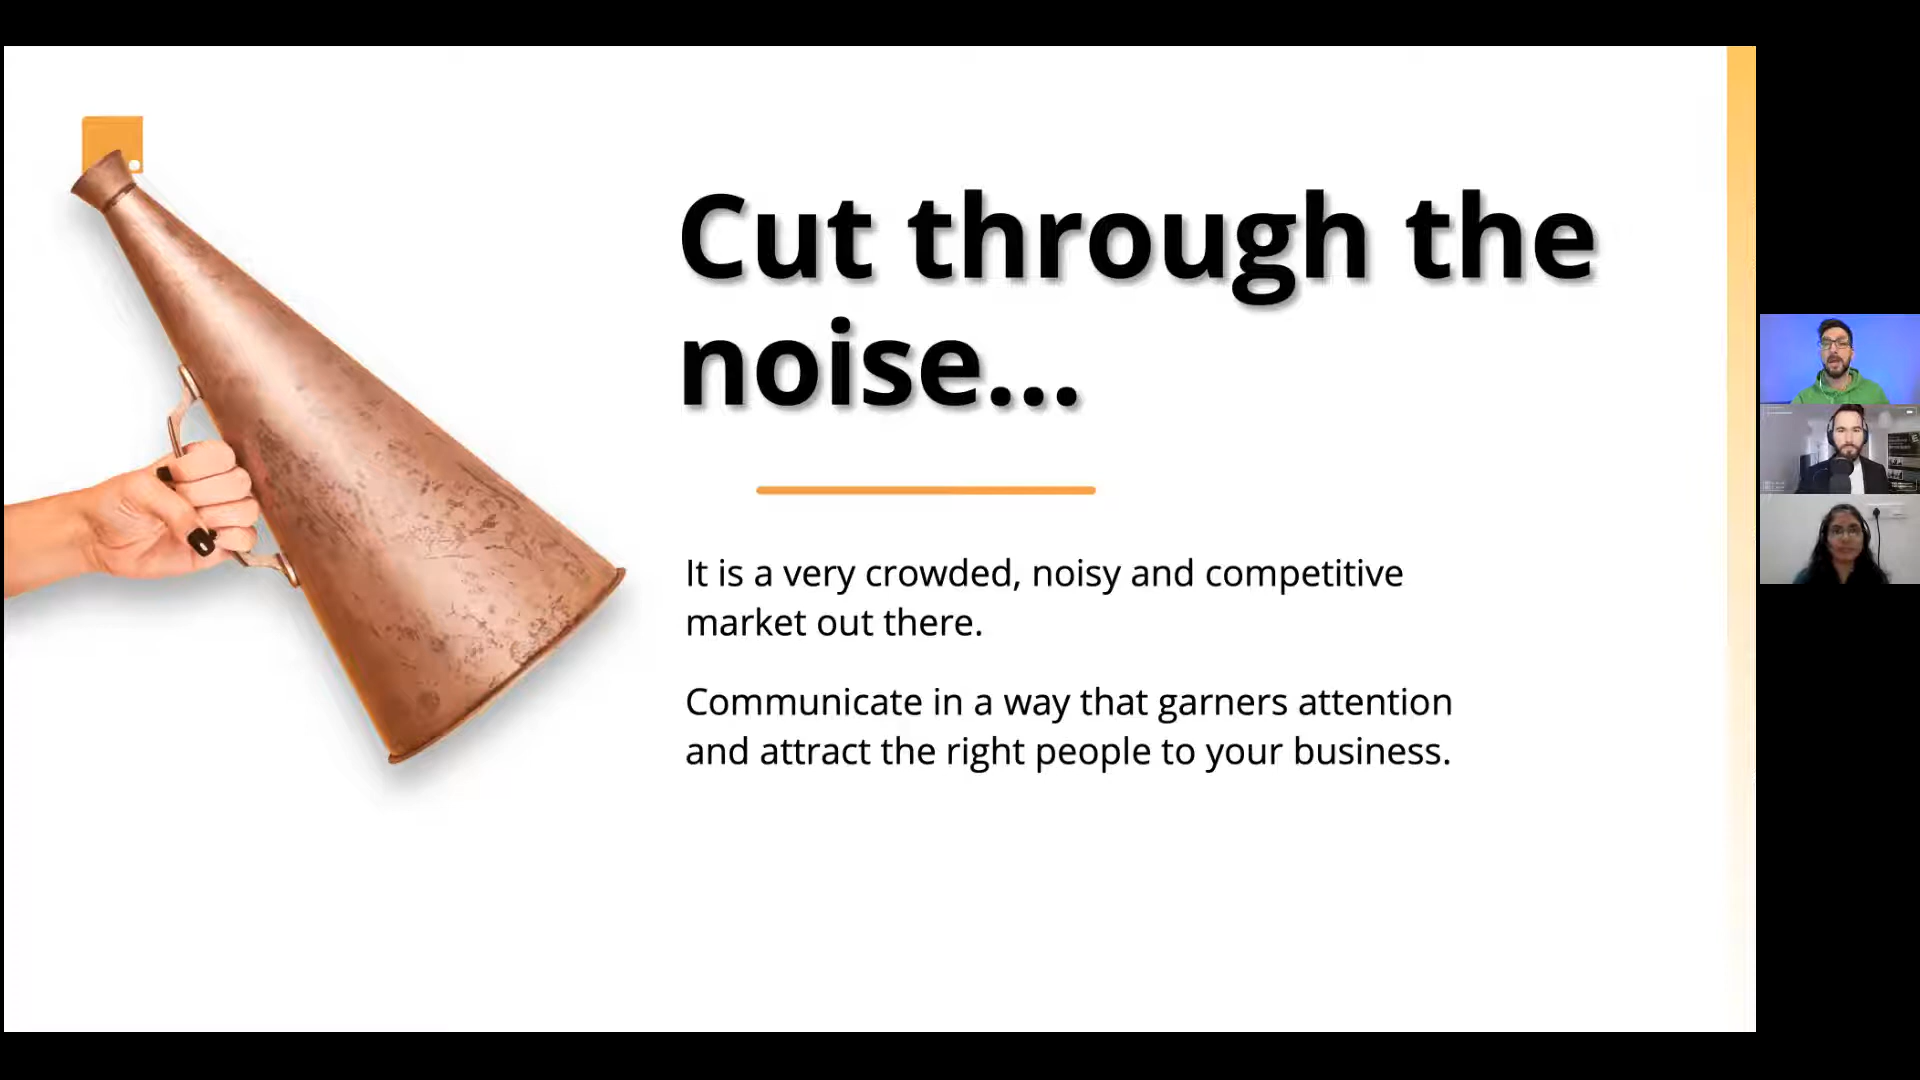 Cut through the
noise...
It is a very crowded, noisy and competitive
market out there.
Communicate in a way that garners attention
and attract the right people to your business.